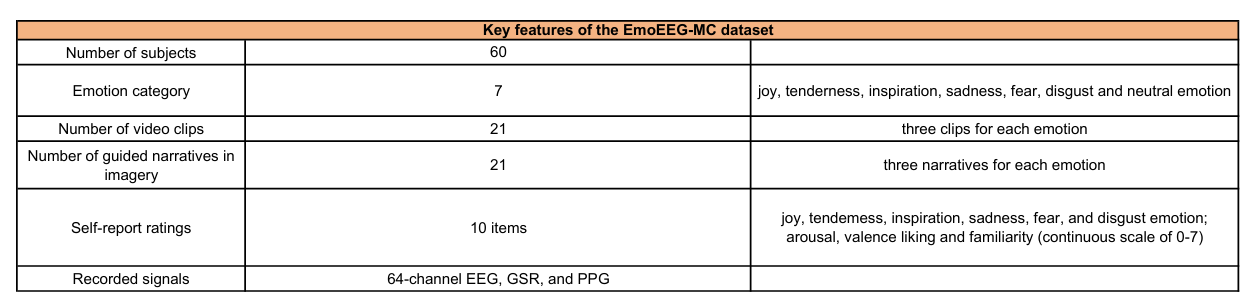 Key features of the EmoEEG-MC dataset
Number of subjects 60
Emotion category 7 joy, tenderness, inspiration, sadness, fear, disgust and neutral emotion
Number of video clips 21 three clips for each emotion
Number of guided narratives in
imagery
21 three narratives for each emotion
Self-report ratings 10 items
joy, tendemess, inspiration, sadness, fear, and disgust emotion;
arousal, valence liking and familiarity (continuous scale of 0-7)
Recorded signals 64-channel EEG, GSR, and PPG